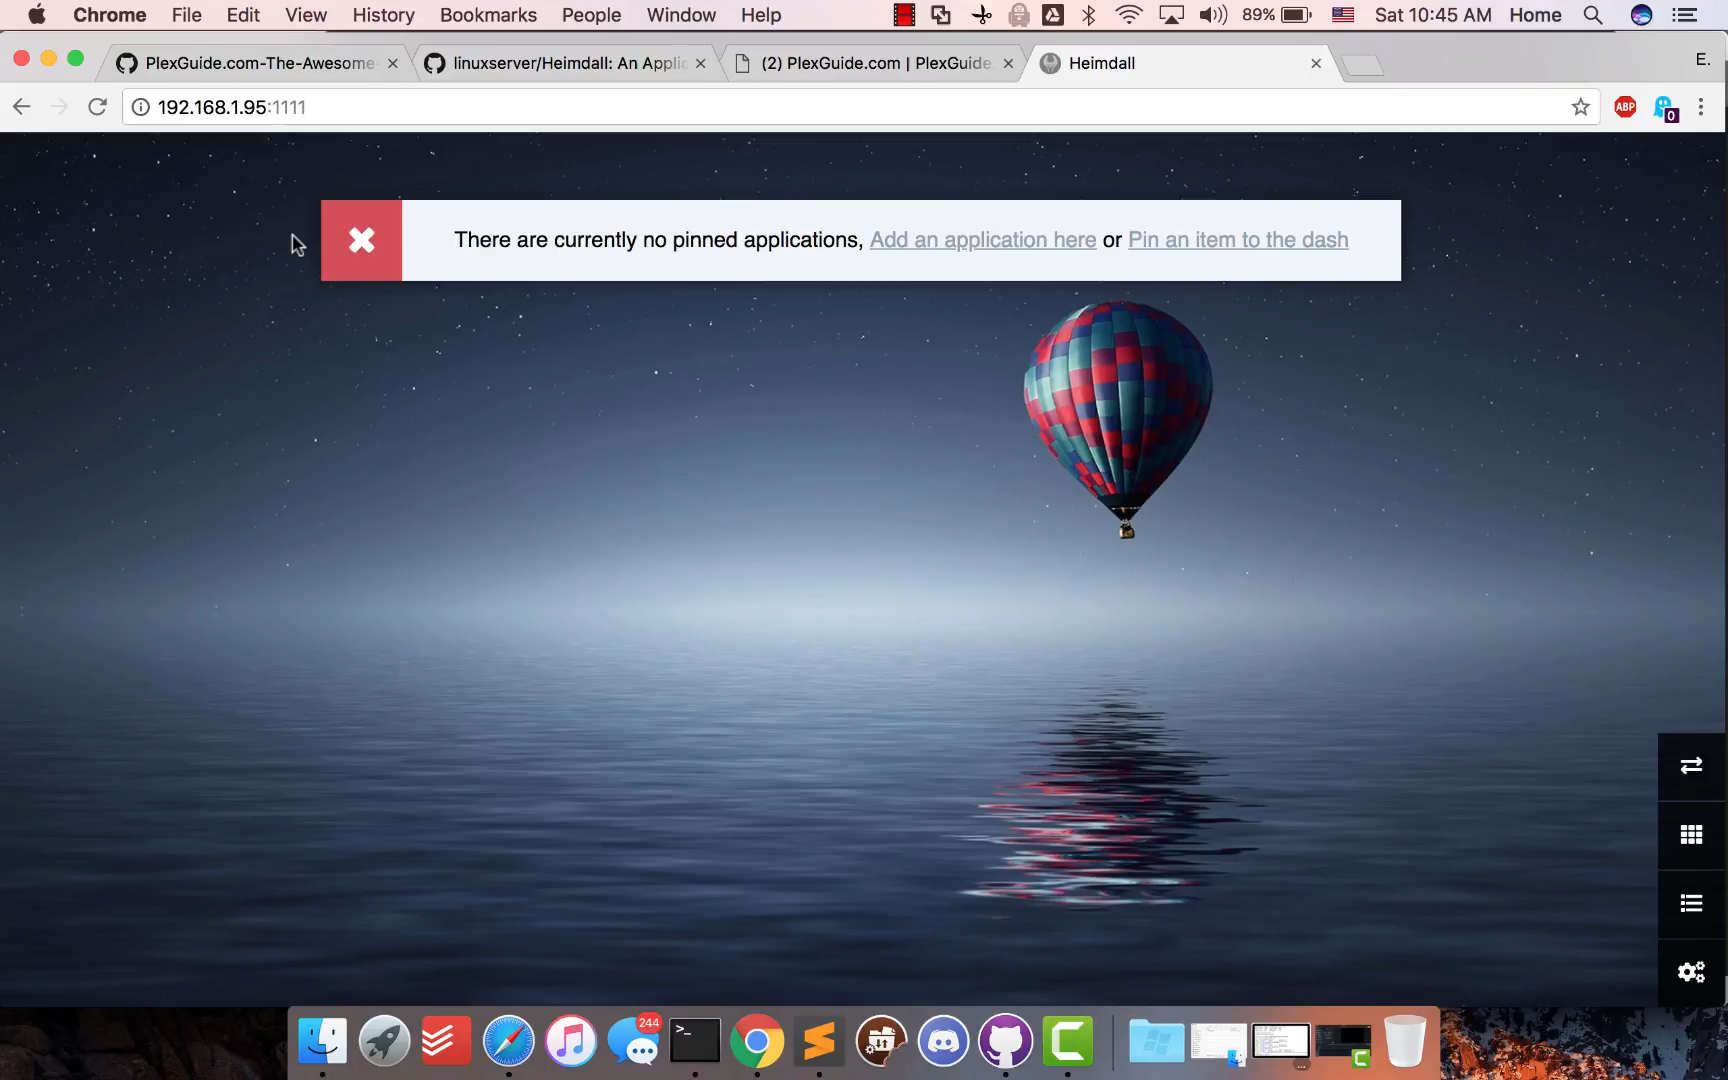 Chrome File Edit View History Bookmarks People Window Help 89% Sat 10:45 AM Home
PlexGuide.com-The-Awesome- linuxserver/Heimdall: An Applic (2) PlexGuide.com | PlexGuide. Heimdall E.
192.168.1.95:1111 ABP 0
There are currently no pinned applications, Add an application here or Pin an item to the dash
244
>_